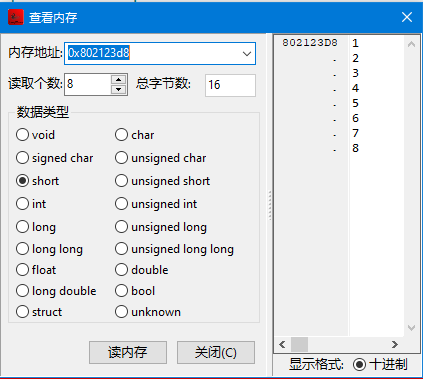 查看内存
内存地址: 0x802123d8
读取个数: 8 总字节数: 16
数据类型
void char
signed char unsigned char
short unsigned short
int unsigned int
long unsigned long
long long unsigned long long
float double
long double bool
struct unknown
读内存 关闭(C)
802123D8 1
. 2
. 3
. 4
. 5
. 6
. 7
. 8
显示格式: 十进制